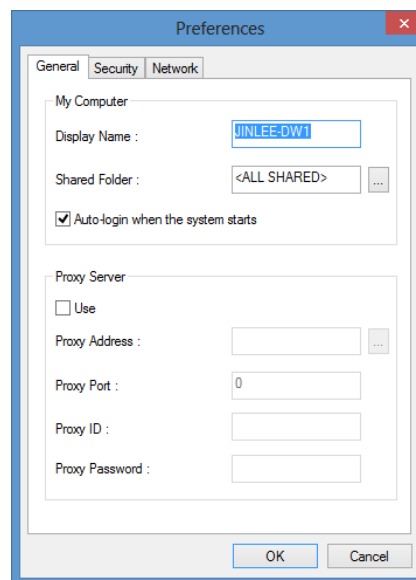 Preferences
General Security Network
My Computer
Display Name : JINLEE-DW1
Shared Folder : <ALL SHARED> ...
Auto-login when the system starts
Proxy Server
Use
Proxy Address : ...
Proxy Port : 0
Proxy ID :
Proxy Password :
OK Cancel